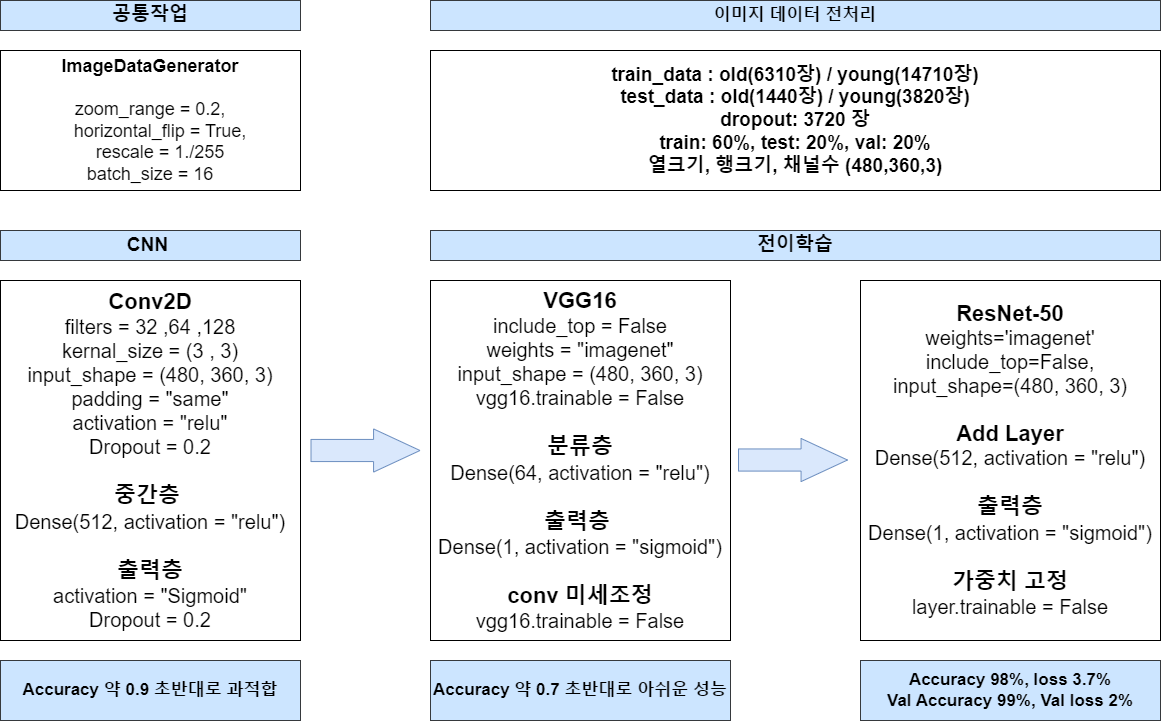 공통작업
이미지 데이터 전처리
ImageDataGenerator
zoom_range = 0.2,
horizontal_flip = True,
rescale = 1./255
batch_size = 16
train_data : old(6310장) / young(14710장)
test_data : old(1440장) / young(3820장)
dropout: 3720 장
train: 60%, test: 20%, val: 20%
열크기, 행크기, 채널수 (480,360,3)
CNN
전이학습
Conv2D
filters = 32 ,64 ,128
kernal_size = (3 , 3)
input_shape = (480, 360, 3)
padding = "same"
activation = "relu"
Dropout = 0.2
중간층
Dense(512, activation = "relu")
출력층
activation = "Sigmoid"
Dropout = 0.2
VGG16
include_top = False
weights = "imagenet"
input_shape = (480, 360, 3)
vgg16.trainable = False
분류층
Dense(64, activation = "relu")
출력층
Dense(1, activation = "sigmoid")
conv 미세조정
vgg16.trainable = False
ResNet-50
weights='imagenet'
include_top=False,
input_shape=(480, 360, 3)
Add Layer
Dense(512, activation = "relu")
출력층
Dense(1, activation = "sigmoid")
가중치 고정
layer.trainable = False
Accuracy 약 0.9 초반대로 과적합
Accuracy 약 0.7 초반대로 아쉬운 성능
Accuracy 98%, loss 3.7%
Val Accuracy 99%, Val loss 2%